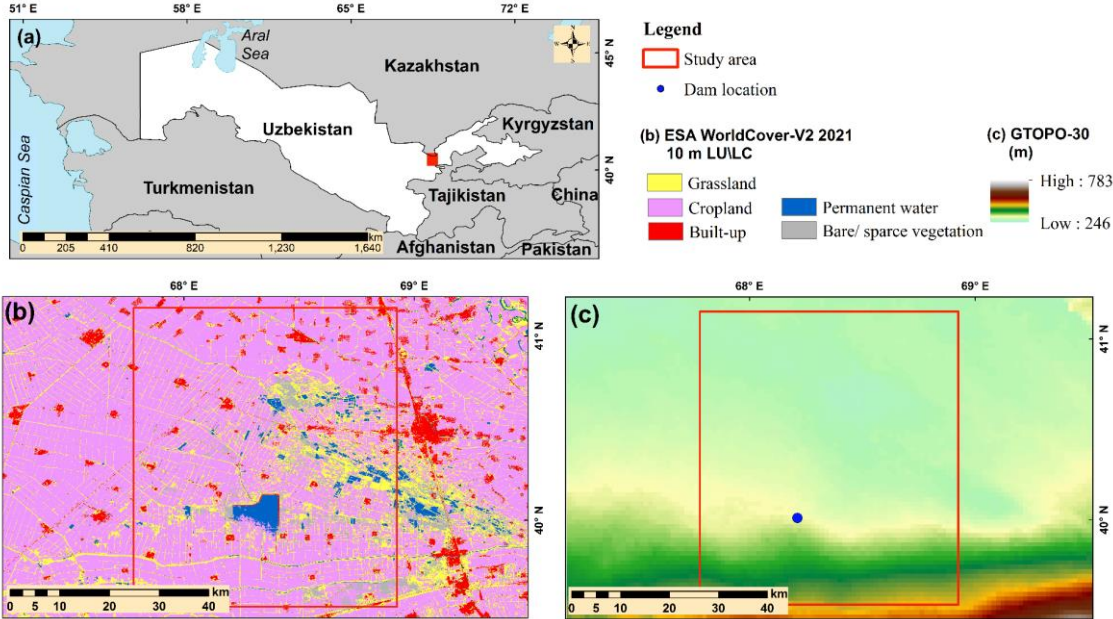 51° E 58° E 65° E 72° E
(a)
Aral
Sea
N
W E
S
45° N
Kazakhstan
Uzbekistan
Kyrgyzstan
Caspian Sea
40° N
Turkmenistan
Tajikistan
China
Afghanistan
Pakistan
km
0 205 410 820 1,230 1,640
Legend
Study area
Dam location
(b) ESA WorldCover-V2 2021
10 m LU\LC
Grassland
Cropland
Built-up
Permanent water
Bare/ sparce vegetation
(c) GTOPO-30
(m)
High : 783
Low : 246
68° E 69° E
(b)
41° N
40° N
km
0 5 10 20 30 40
68° E 69° E
(c)
41° N
40° N
km
0 5 10 20 30 40